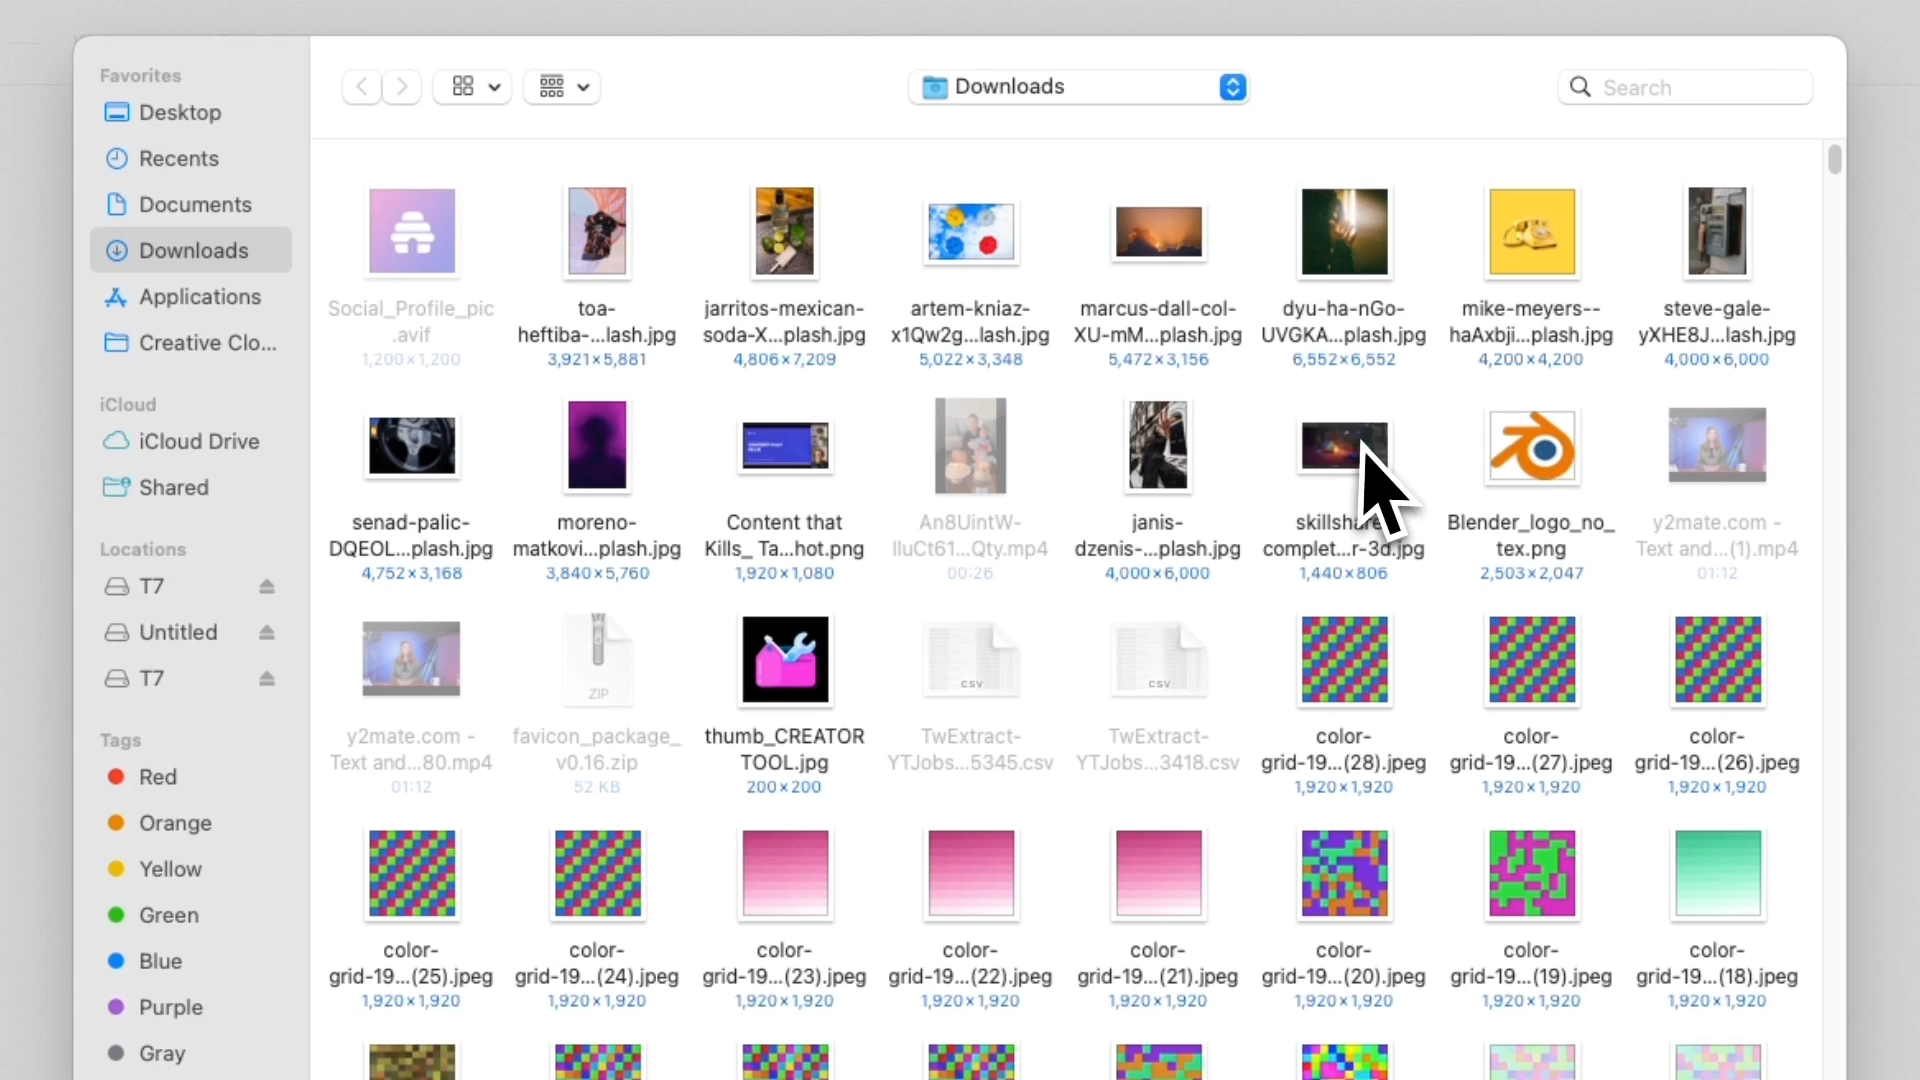 Favorites
Desktop
Recents
Documents
Downloads
Applications
Creative Clo...
iCloud
iCloud Drive
Shared
Locations
T7
Untitled
T7
Tags
Red
Orange
Yellow
Green
Blue
Purple
Gray
Downloads
Search
Social_Profile_pic
.avif
1,200×1,200
toa-
heftiba-...lash.jpg
3,921×5,881
jarritos-mexican-
soda-X...plash.jpg
4,806×7,209
artem-kniaz-
x1Qw2g...lash.jpg
5,022×3,348
marcus-dall-col-
XU-mM...plash.jpg
5,472×3,156
dyu-ha-nGo-
UVGKA...plash.jpg
6,552×6,552
mike-meyers--
haAxbji...plash.jpg
4,200×4,200
steve-gale-
yXHE8J...lash.jpg
4,000×6,000
senad-palic-
DQEOL...plash.jpg
4,752×3,168
moreno-
matkovi...plash.jpg
3,840×5,760
Content that
Kills_ Ta...hot.png
1,920×1,080
An8UintW-
IluCt61...Qty.mp4
00:26
janis-
dzenis-...plash.jpg
4,000×6,000
skillshare
complet...r-3d.jpg
1,440×806
Blender_logo_no_
tex.png
2,503×2,047
y2mate.com -
Text and...(1).mp4
01:12
y2mate.com -
Text and...80.mp4
01:12
ZIP
favicon_package_
v0.16.zip
52 KB
thumb_CREATOR
TOOL.jpg
200×200
CSV
TwExtract-
YTJobs...5345.csv
CSV
TwExtract-
YTJobs...3418.csv
color-
grid-19...(28).jpeg
1,920×1,920
color-
grid-19...(27).jpeg
1,920×1,920
color-
grid-19...(26).jpeg
1,920×1,920
color-
grid-19...(25).jpeg
1,920×1,920
color-
grid-19...(24).jpeg
1,920×1,920
color-
grid-19...(23).jpeg
1,920×1,920
color-
grid-19...(22).jpeg
1,920×1,920
color-
grid-19...(21).jpeg
1,920×1,920
color-
grid-19...(20).jpeg
1,920×1,920
color-
grid-19...(19).jpeg
1,920×1,920
color-
grid-19...(18).jpeg
1,920×1,920